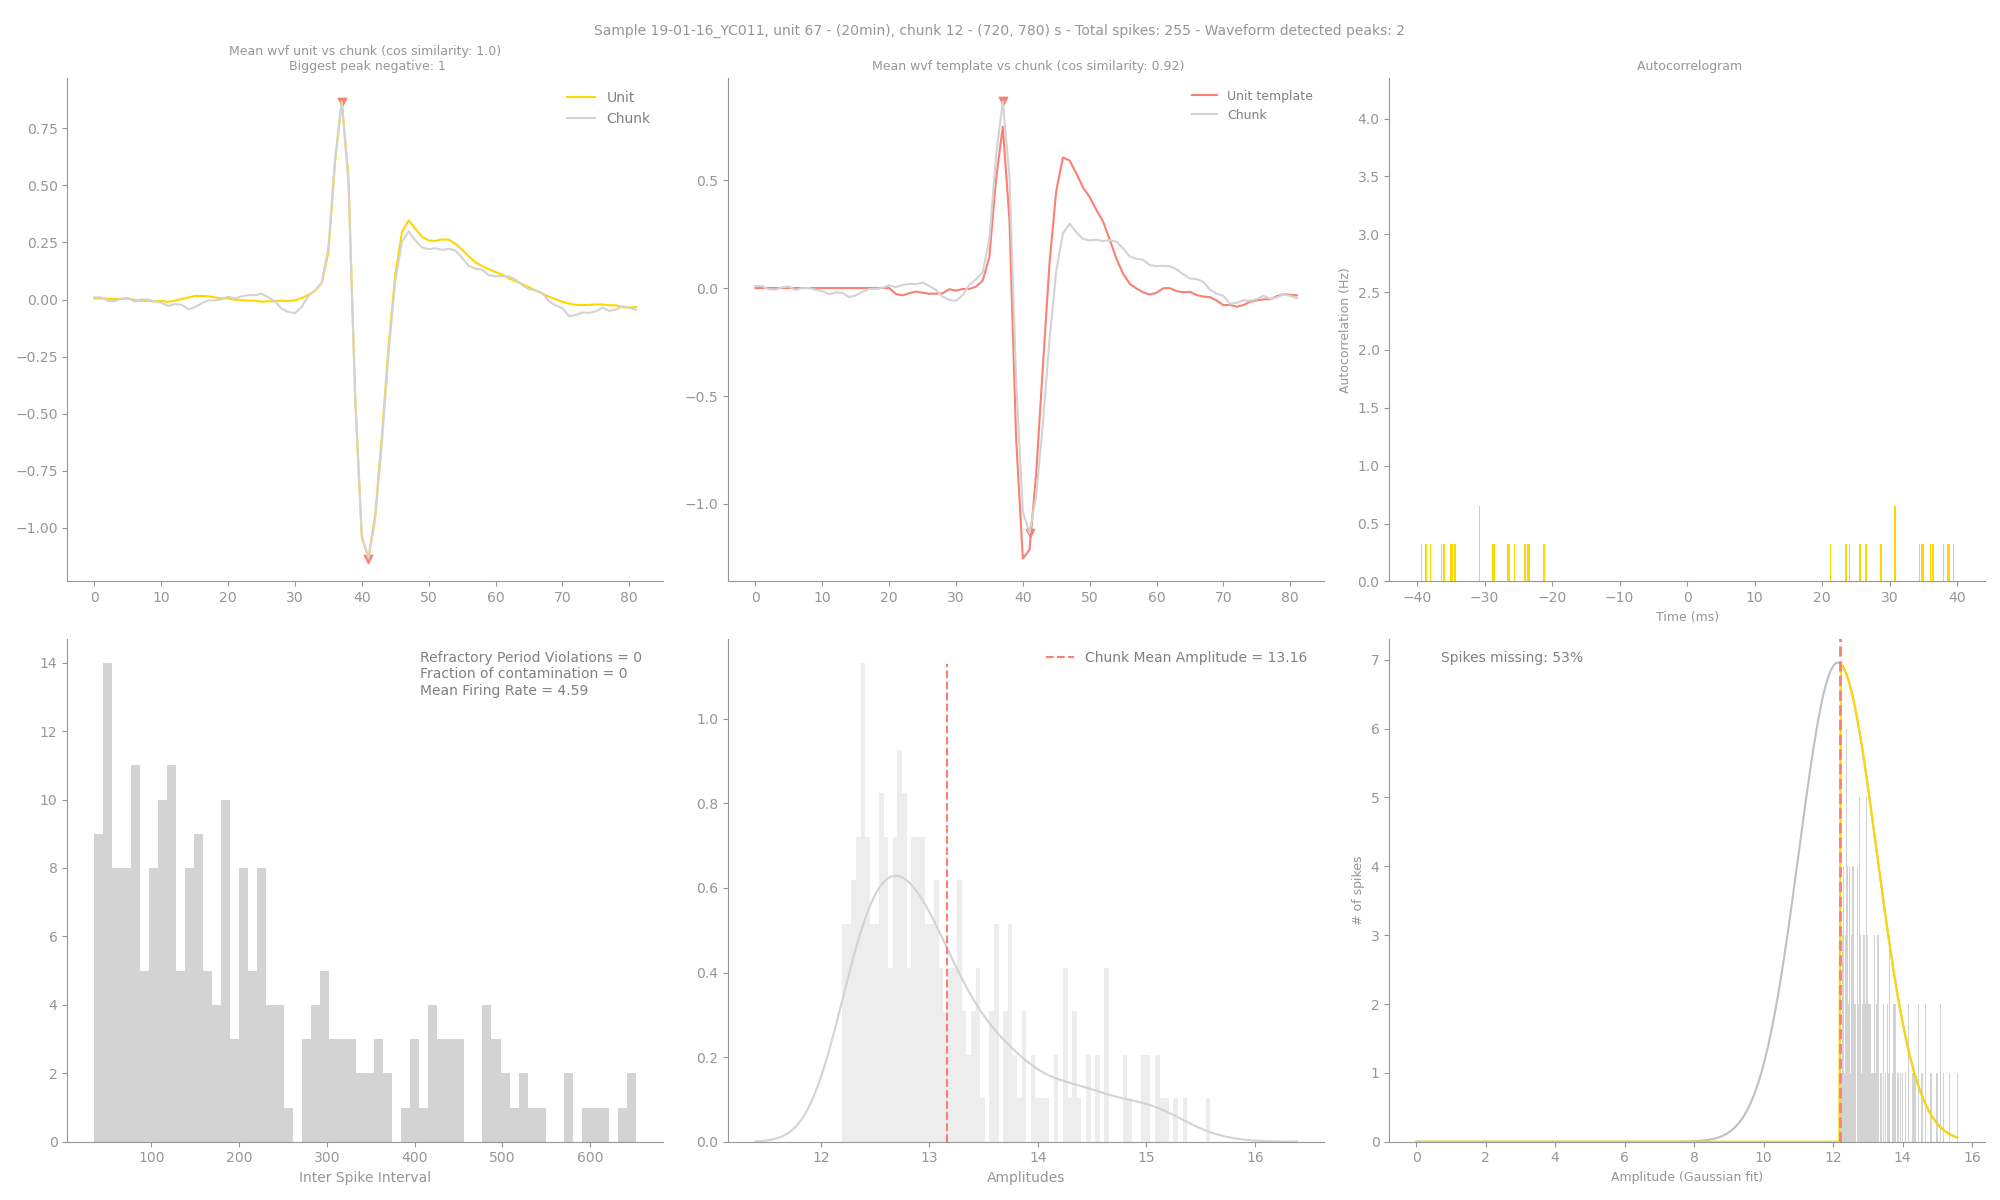 Sample 19-01-16_YC011, unit 67 - (20min), chunk 12 - (720, 780) s - Total spikes: 255 - Waveform detected peaks: 2
Mean wvf unit vs chunk (cos similarity: 1.0)
Biggest peak negative: 1
Unit
Chunk
0.75
0.50
0.25
0.00
−0.25
−0.50
−0.75
−1.00
0 10 20 30 40 50 60 70 80
Mean wvf template vs chunk (cos similarity: 0.92)
Unit template
Chunk
0.5
0.0
−0.5
−1.0
0 10 20 30 40 50 60 70 80
Autocorrelogram
Autocorrelation (Hz)
4.0
3.5
3.0
2.5
2.0
1.5
1.0
0.5
0.0
−40 −30 −20 −10 0 10 20 30 40
Time (ms)
Refractory Period Violations = 0
Fraction of contamination = 0
Mean Firing Rate = 4.59
14
12
10
8
6
4
2
0
100 200 300 400 500 600
Inter Spike Interval
Chunk Mean Amplitude = 13.16
1.0
0.8
0.6
0.4
0.2
0.0
12 13 14 15 16
Amplitudes
Spikes missing: 53%
# of spikes
7
6
5
4
3
2
1
0
0 2 4 6 8 10 12 14 16
Amplitude (Gaussian fit)